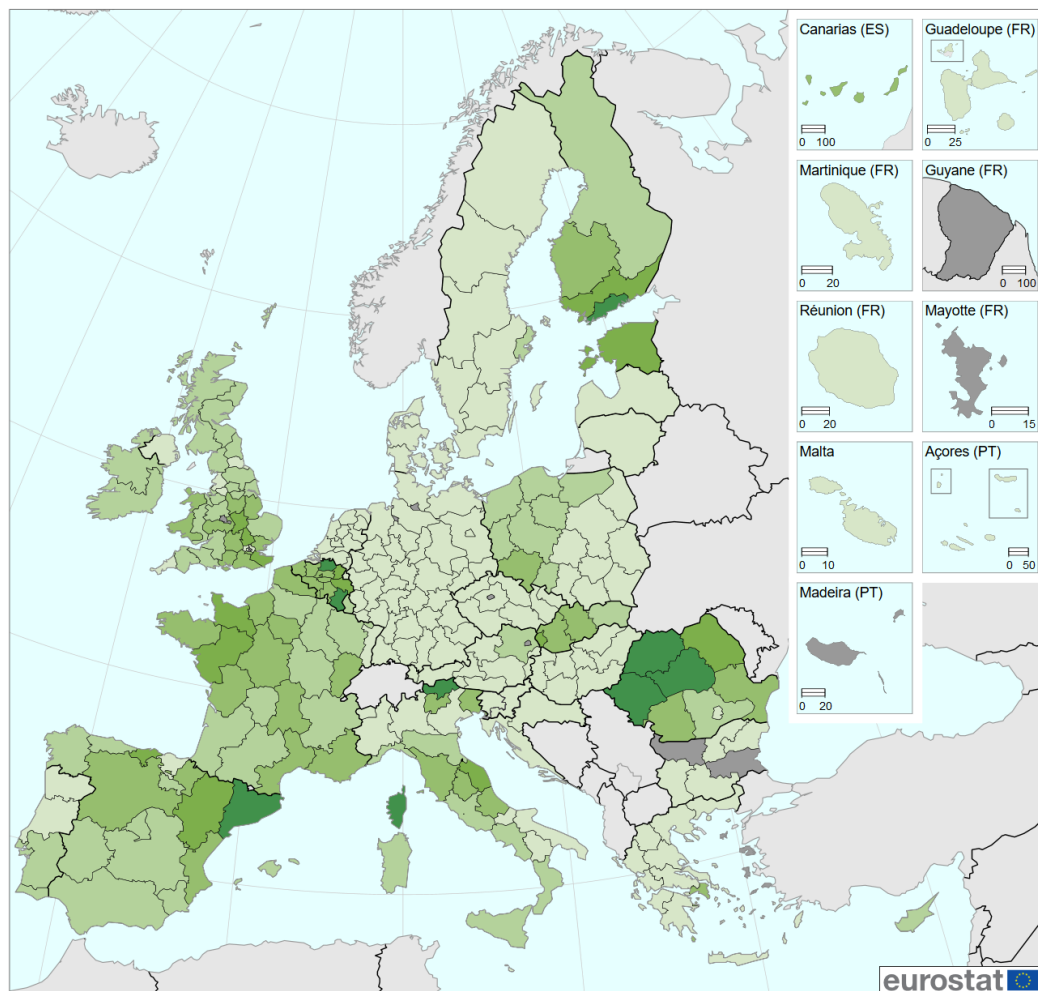 Canarias (ES)
0 100
Guadeloupe (FR)
0 25
Martinique (FR)
0 20
Guyane (FR)
0 100
Réunion (FR)
0 20
Mayotte (FR)
0 15
Malta
0 10
Açores (PT)
0 50
Madeira (PT)
0 20
eurostat